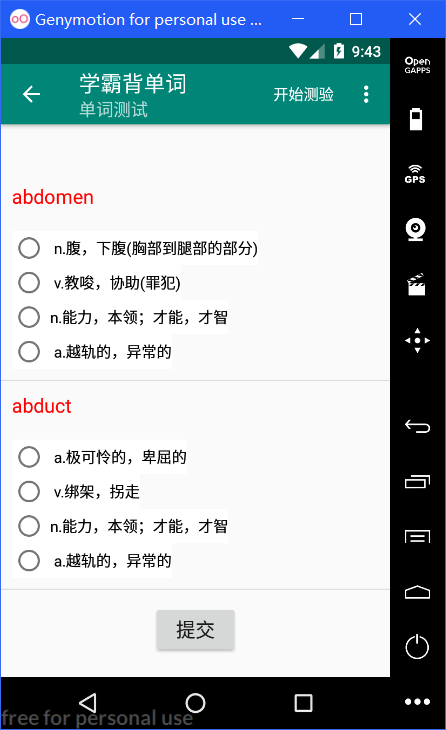 Genymotion for personal use ...
9:43
Open
GAPPS
学霸背单词
单词测试
开始测验
GPS
abdomen
n.腹，下腹(胸部到腿部的部分)
v.教唆，协助(罪犯)
n.能力，本领；才能，才智
a.越轨的，异常的
abduct
a.极可怜的，卑屈的
v.绑架，拐走
n.能力，本领；才能，才智
a.越轨的，异常的
提交
free for personal use